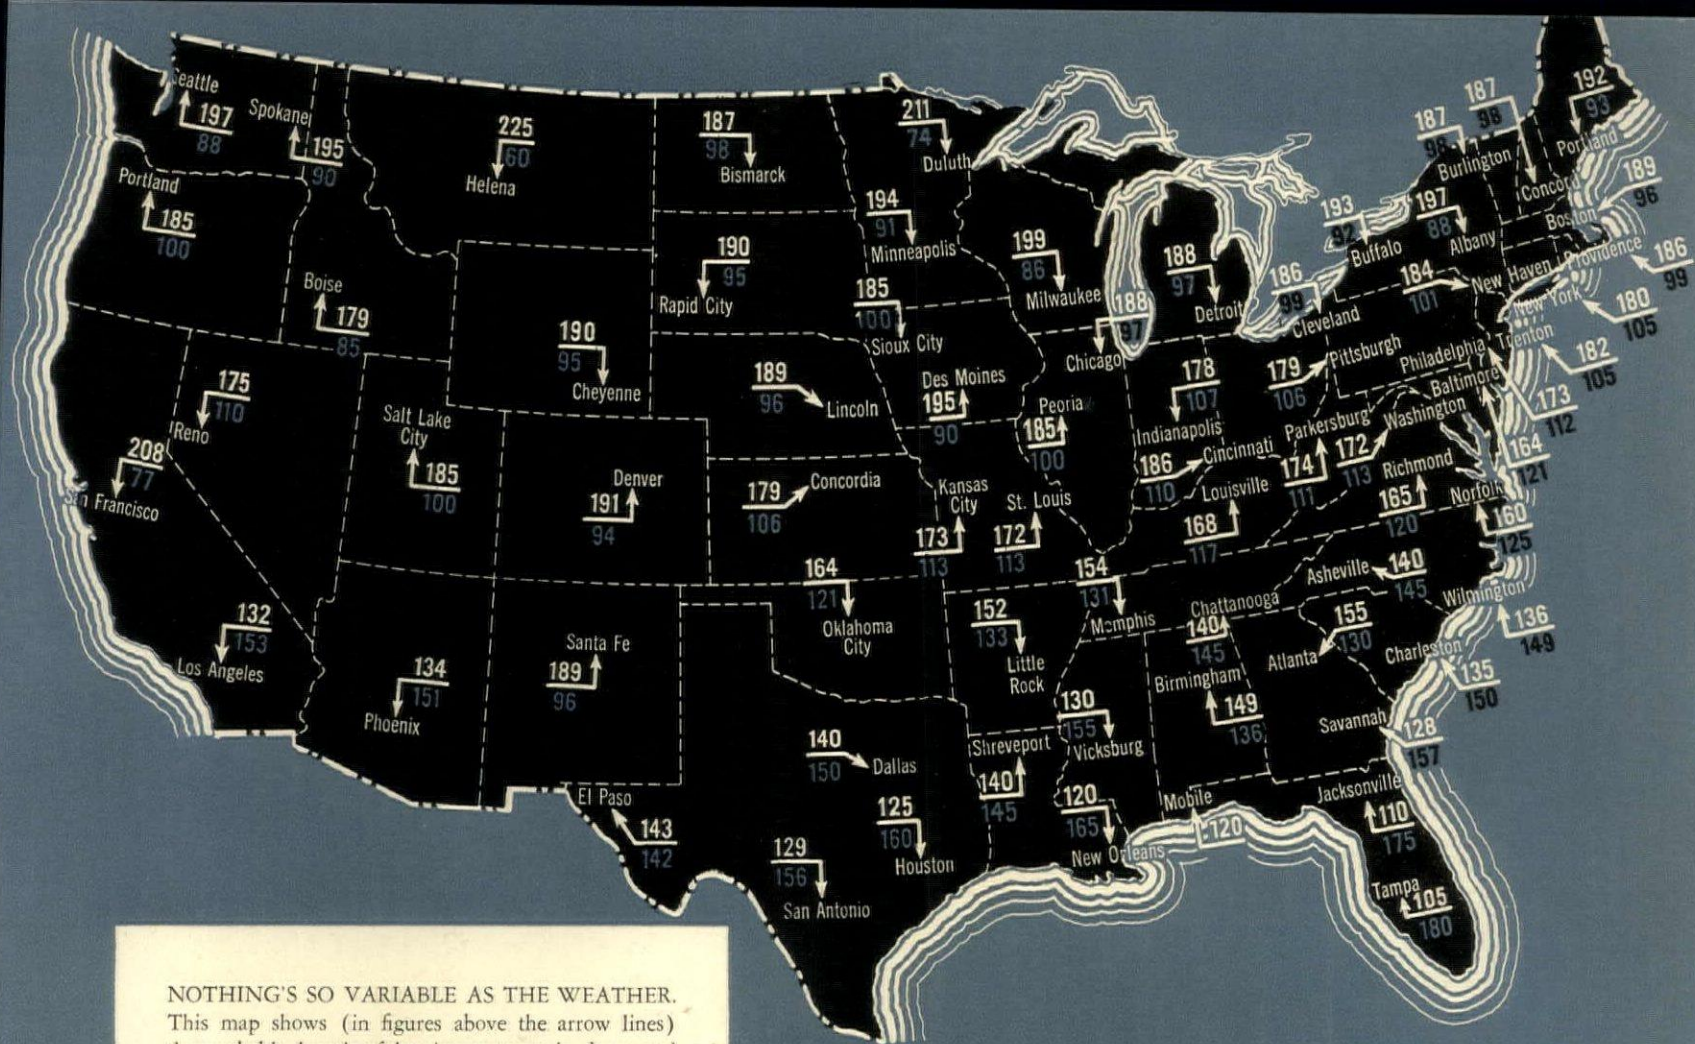 Seattle
197
88
Spokane
195
90
Portland
185
100
Boise
179
85
225
60
Helena
187
98
Bismarck
211
74
Duluth
194
91
Minneapolis
190
95
Rapid City
185
100
Sioux City
199
86
Milwaukee
188
97
Chicago
188
97
Detroit
187
98
Burlington
187
98
Concord
192
93
Portland
189
96
Boston
193
92
Buffalo
197
88
Albany
186
99
Providence
186
99
Cleveland
184
101
New Haven
180
105
New York
182
105
Trenton
190
95
Cheyenne
175
110
Reno
208
77
San Francisco
Salt Lake
City
185
100
189
96
Lincoln
Des Moines
195
90
Peoria
185
100
178
107
Indianapolis
179
106
Pittsburgh
Philadelphia
173
112
Baltimore
164
121
Washington
172
113
Parkersburg
174
111
Cincinnati
186
110
Louisville
168
117
Richmond
165
120
Norfolk
160
125
Denver
191
94
Concordia
179
106
Kansas
City
173
113
St. Louis
172
113
132
153
Los Angeles
134
151
Phoenix
Santa Fe
189
96
164
121
Oklahoma
City
152
133
Little
Rock
154
131
Memphis
Chattanooga
140
145
Asheville
140
145
Wilmington
136
149
155
130
Atlanta
Charleston
135
150
Birmingham
149
136
130
155
Vicksburg
Savannah
128
157
140
150
Dallas
Shreveport
140
145
El Paso
143
142
125
160
Houston
129
156
San Antonio
120
165
New Orleans
Mobile
120
Jacksonville
110
175
Tampa
105
180
NOTHING'S SO VARIABLE AS THE WEATHER.
This map shows (in figures above the arrow lines)